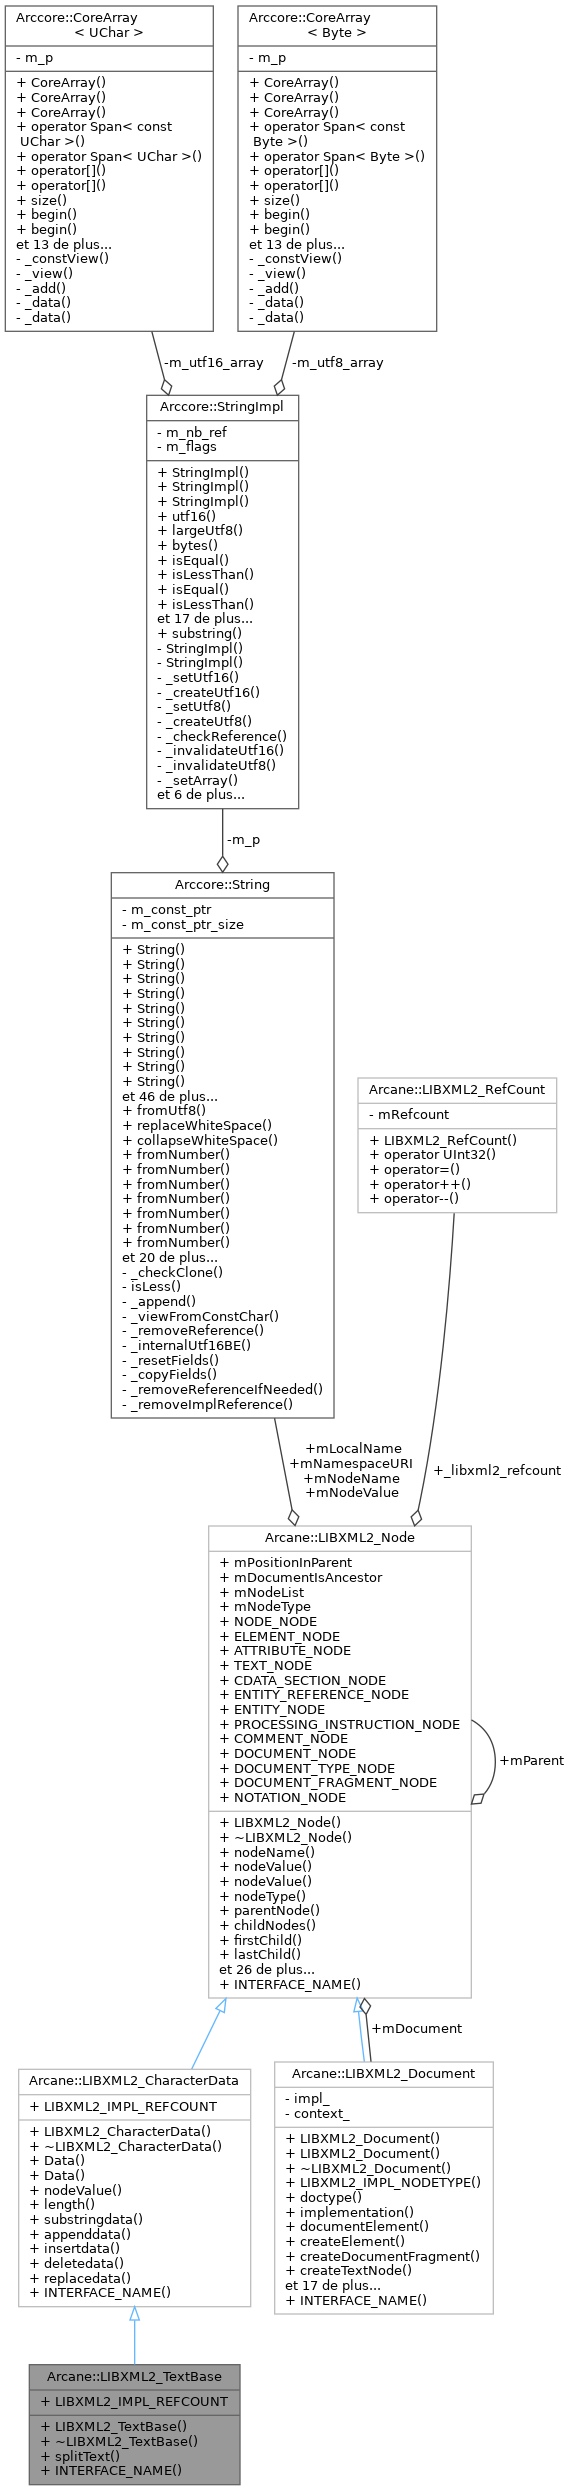 Arccore::CoreArray
< UChar >
- m_p
+ CoreArray()
+ CoreArray()
+ CoreArray()
+ operator Span< const
UChar >()
+ operator Span< UChar >()
+ operator[]()
+ operator[]()
+ size()
+ begin()
+ begin()
et 13 de plus...
- _constView()
- _view()
- _add()
- _data()
- _data()
Arccore::CoreArray
< Byte >
- m_p
+ CoreArray()
+ CoreArray()
+ CoreArray()
+ operator Span< const
Byte >()
+ operator Span< Byte >()
+ operator[]()
+ operator[]()
+ size()
+ begin()
+ begin()
et 13 de plus...
- _constView()
- _view()
- _add()
- _data()
- _data()
-m_utf16_array
-m_utf8_array
Arccore::StringImpl
- m_nb_ref
- m_flags
+ StringImpl()
+ StringImpl()
+ StringImpl()
+ utf16()
+ largeUtf8()
+ bytes()
+ isEqual()
+ isLessThan()
+ isEqual()
+ isLessThan()
et 17 de plus...
+ substring()
- StringImpl()
- StringImpl()
- _setUtf16()
- _createUtf16()
- _setUtf8()
- _createUtf8()
- _checkReference()
- _invalidateUtf16()
- _invalidateUtf8()
- _setArray()
et 6 de plus...
-m_p
Arccore::String
- m_const_ptr
- m_const_ptr_size
+ String()
+ String()
+ String()
+ String()
+ String()
+ String()
+ String()
+ String()
+ String()
+ String()
et 46 de plus...
+ fromUtf8()
+ replaceWhiteSpace()
+ collapseWhiteSpace()
+ fromNumber()
+ fromNumber()
+ fromNumber()
+ fromNumber()
+ fromNumber()
+ fromNumber()
+ fromNumber()
et 20 de plus...
- _checkClone()
- isLess()
- _append()
- _viewFromConstChar()
- _removeReference()
- _internalUtf16BE()
- _resetFields()
- _copyFields()
- _removeReferenceIfNeeded()
- _removeImplReference()
Arcane::LIBXML2_RefCount
- mRefcount
+ LIBXML2_RefCount()
+ operator UInt32()
+ operator=()
+ operator++()
+ operator--()
+mLocalName
+mNamespaceURI
+mNodeName
+mNodeValue
+_libxml2_refcount
Arcane::LIBXML2_Node
+ mPositionInParent
+ mDocumentIsAncestor
+ mNodeList
+ mNodeType
+ NODE_NODE
+ ELEMENT_NODE
+ ATTRIBUTE_NODE
+ TEXT_NODE
+ CDATA_SECTION_NODE
+ ENTITY_REFERENCE_NODE
+ ENTITY_NODE
+ PROCESSING_INSTRUCTION_NODE
+ COMMENT_NODE
+ DOCUMENT_NODE
+ DOCUMENT_TYPE_NODE
+ DOCUMENT_FRAGMENT_NODE
+ NOTATION_NODE
+ LIBXML2_Node()
+ ~LIBXML2_Node()
+ nodeName()
+ nodeValue()
+ nodeValue()
+ nodeType()
+ parentNode()
+ childNodes()
+ firstChild()
+ lastChild()
et 26 de plus...
+ INTERFACE_NAME()
+mParent
+mDocument
Arcane::LIBXML2_CharacterData
+ LIBXML2_IMPL_REFCOUNT
+ LIBXML2_CharacterData()
+ ~LIBXML2_CharacterData()
+ Data()
+ Data()
+ nodeValue()
+ length()
+ substringdata()
+ appenddata()
+ insertdata()
+ deletedata()
+ replacedata()
+ INTERFACE_NAME()
Arcane::LIBXML2_Document
- impl_
- context_
+ LIBXML2_Document()
+ LIBXML2_Document()
+ ~LIBXML2_Document()
+ LIBXML2_IMPL_NODETYPE()
+ doctype()
+ implementation()
+ documentElement()
+ createElement()
+ createDocumentFragment()
+ createTextNode()
et 17 de plus...
+ INTERFACE_NAME()
Arcane::LIBXML2_TextBase
+ LIBXML2_IMPL_REFCOUNT
+ LIBXML2_TextBase()
+ ~LIBXML2_TextBase()
+ splitText()
+ INTERFACE_NAME()